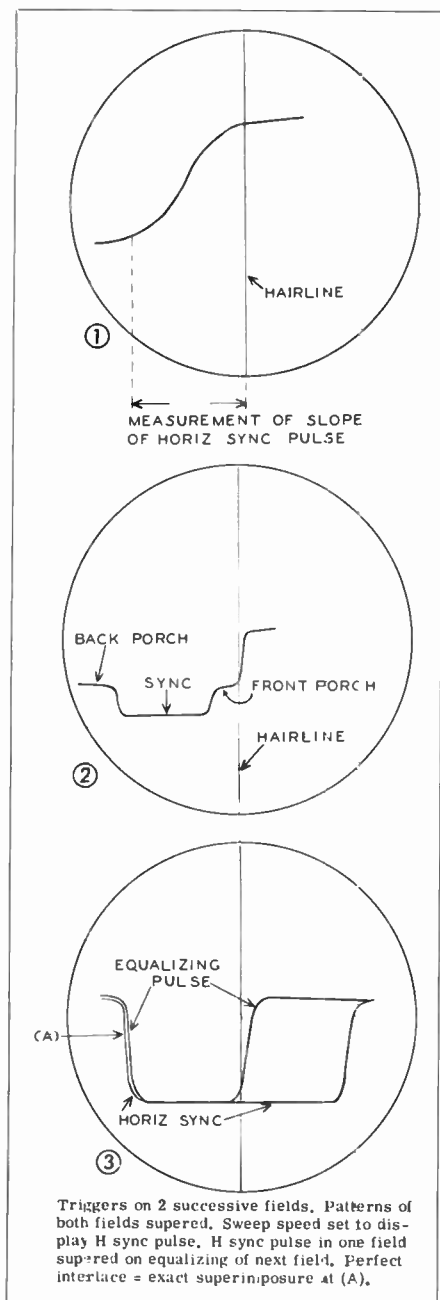 HAIRLINE
①
MEASUREMENT OF SLOPE
OF HORIZ SYNC PULSE
BACK PORCH
SYNC
FRONT PORCH
HAIRLINE
②
EQUALIZING
PULSE
(A)
HORIZ SYNC
③
Triggers on 2 successive fields. Patterns of
both fields supered. Sweep speed set to dis-
play H sync pulse. H sync pulse in one field
supered on equalizing of next field. Perfect
interlace = exact superimposure at (A).